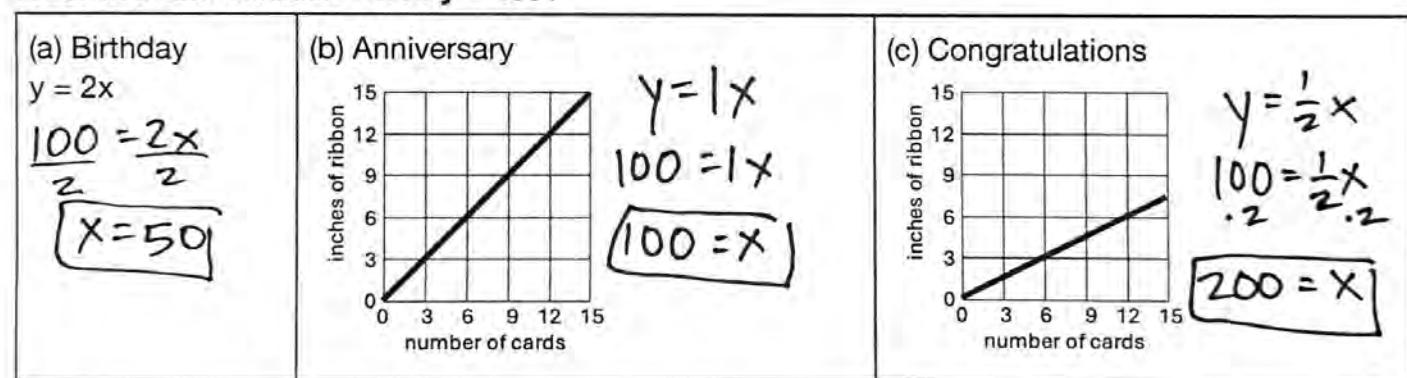 (a) Birthday
y = 2x
100 = 2x
2 2
x = 50
(b) Anniversary
inches of ribbon
15
12
9
6
3
0
0 3 6 9 12 15
number of cards
y = 1x
100 = 1x
100 = x
(c) Congratulations
inches of ribbon
15
12
9
6
3
0
0 3 6 9 12 15
number of cards
y = 1/2 x
100 = 1/2 x
·2 ·2
200 = x